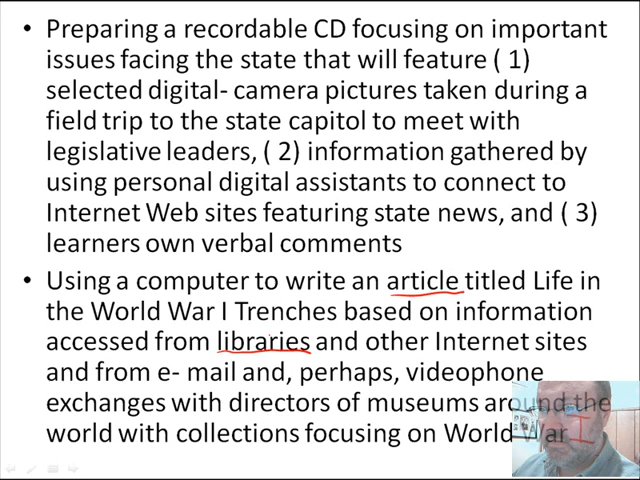 • Preparing a recordable CD focusing on important
issues facing the state that will feature ( 1)
selected digital- camera pictures taken during a
field trip to the state capitol to meet with
legislative leaders, ( 2) information gathered by
using personal digital assistants to connect to
Internet Web sites featuring state news, and ( 3)
learners own verbal comments
• Using a computer to write an article titled Life in
the World War I Trenches based on information
accessed from libraries and other Internet sites
and from e- mail and, perhaps, videophone
exchanges with directors of museums around the
world with collections focusing on World War I